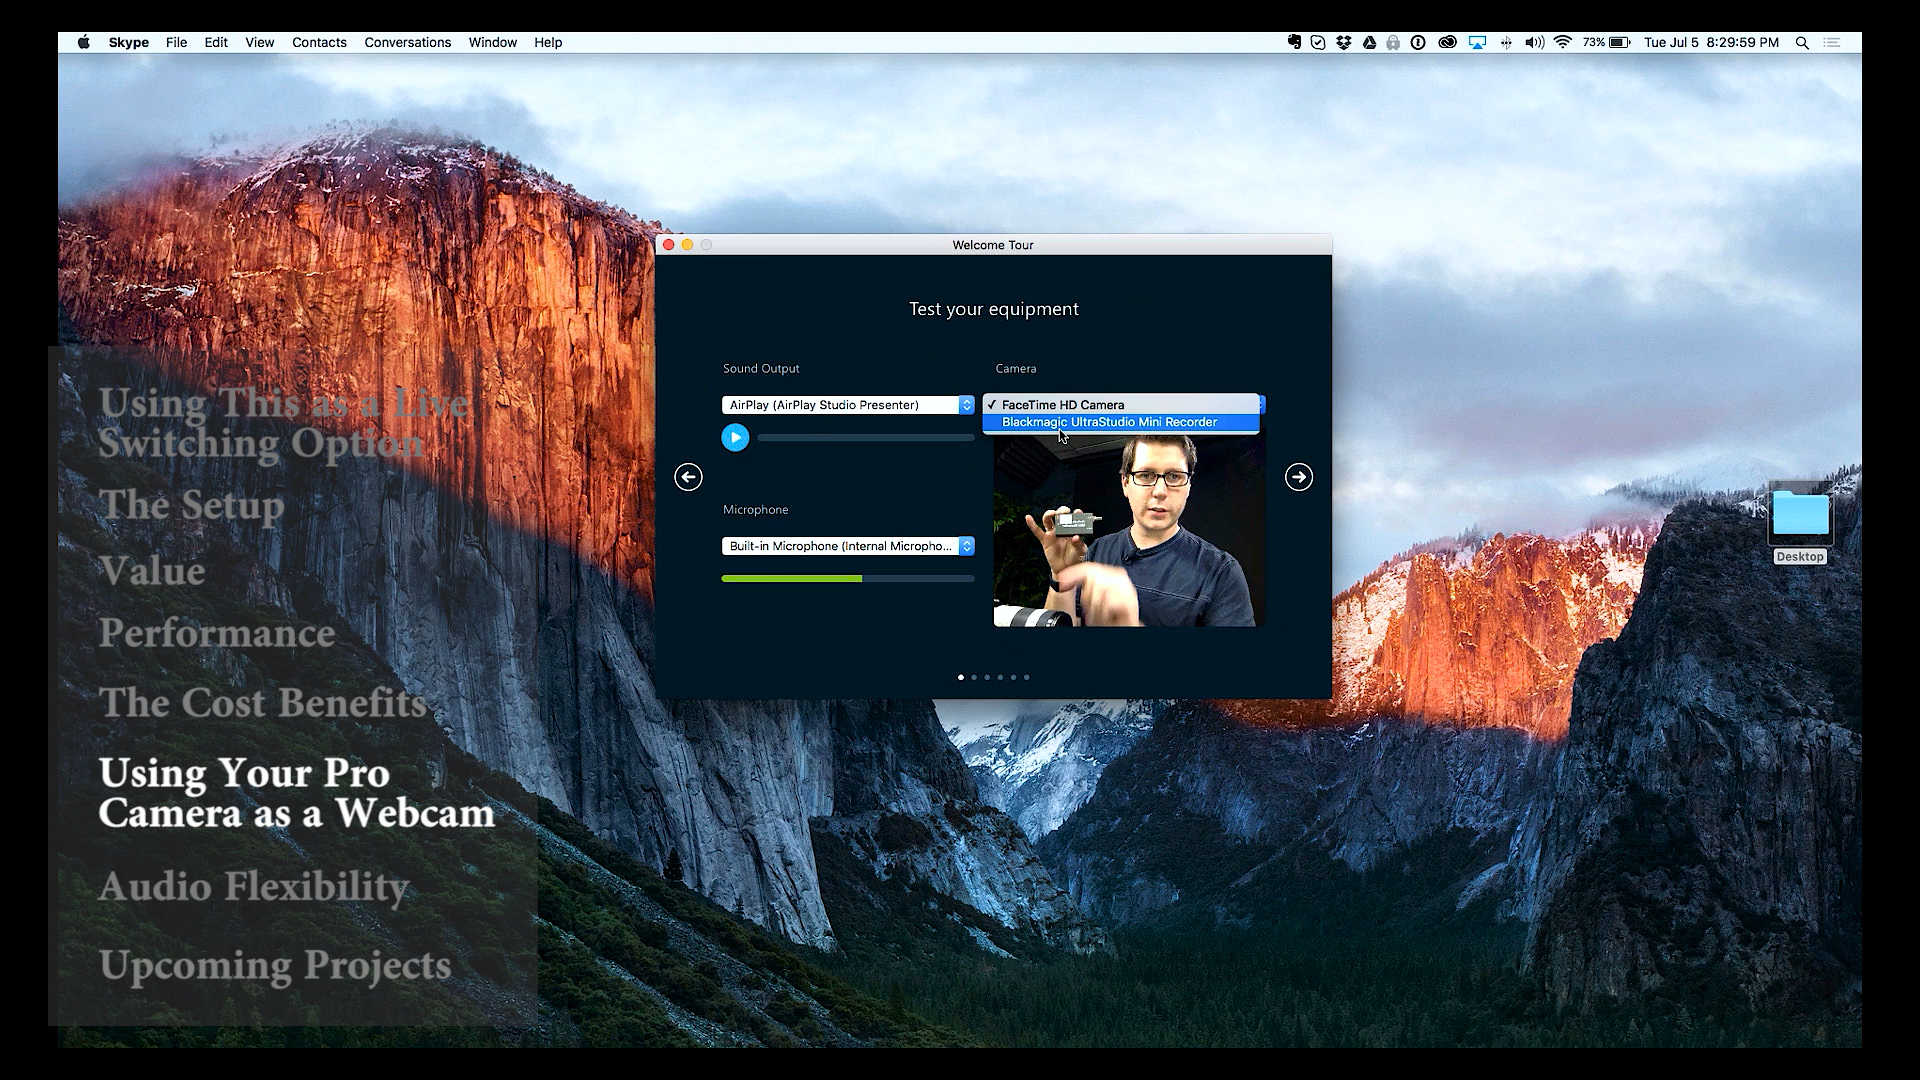 Skype File Edit View Contacts Conversations Window Help
73% Tue Jul 5 8:29:59 PM
Welcome Tour
Test your equipment
Sound Output
Camera
AirPlay (AirPlay Studio Presenter)
✓ FaceTime HD Camera
Blackmagic UltraStudio Mini Recorder
Microphone
Built-in Microphone (Internal Micropho...
Desktop
Using This as a Live
Switching Option
The Setup
Value
Performance
The Cost Benefits
Using Your Pro
Camera as a Webcam
Audio Flexibility
Upcoming Projects